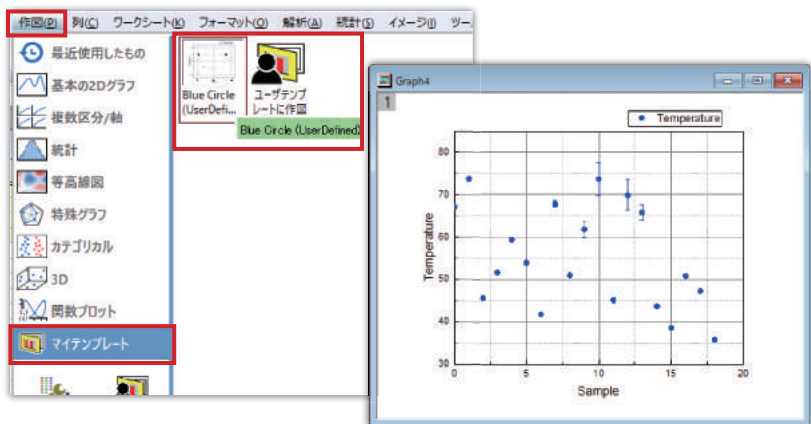 作図(P) 列(C) ワークシート(K) フォーマット(O) 解析(A) 統計(S) イメージ(I) ツー
最近使用したもの
基本の2Dグラフ
複数区分/軸
統計
等高線図
特殊グラフ
カテゴリカル
3D
関数プロット
マイテンプレート
Blue Circle
(UserDefi...
ユーザテンプ
レートに作図
Blue Circle (UserDefined)
Graph4
1
Temperature
80
70
60
50
40
30
Temperature
0 5 10 15 20
Sample